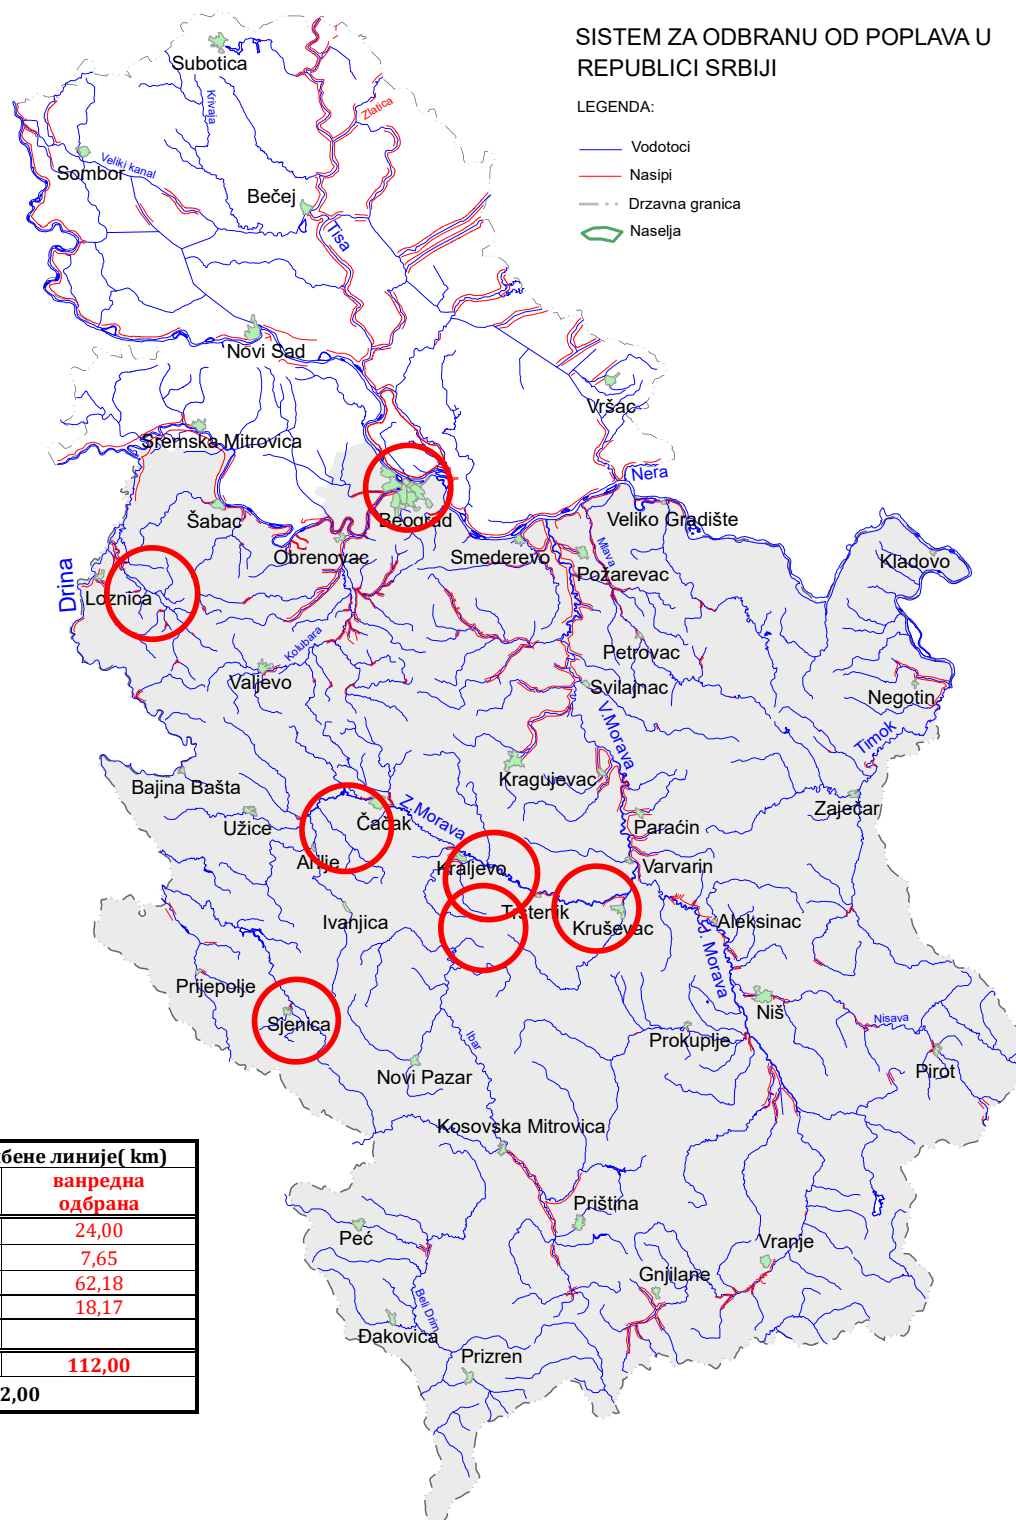 SISTEM ZA ODBRANU OD POPLAVA U
REPUBLICI SRBIJI
LEGENDA:
Vodotoci
Nasipi
Drzavna granica
Naselja
Subotica
Krivaja
Zlatica
Sombor
Veliki kanal
Bečej
Tisa
Novi Sad
Vršac
Sremska Mitrovica
Nera
Šabac
Beograd
Veliko Gradište
Obrenovac
Smederevo
Mlava
Požarevac
Kladovo
Drina
Loznica
Kolubara
Petrovac
Valjevo
Svilajnac
Negotin
V.Morava
Timok
Bajina Bašta
Kragujevac
Užice
Čačak
Z.Morava
Paraćin
Zaječar
Arilje
Kraljevo
Varvarin
Ivanjica
Trstenik
Kruševac
Aleksinac
J. Morava
Prijepolje
Sjenica
Niš
Nisava
Ibar
Prokuplje
Novi Pazar
Pirot
Kosovska Mitrovica
Priština
Peć
Vranje
Gnjilane
Beli Drim
Đakovica
Prizren
бене линије( km)
ванредна
одбрана
24,00
7,65
62,18
18,17
112,00
2,00